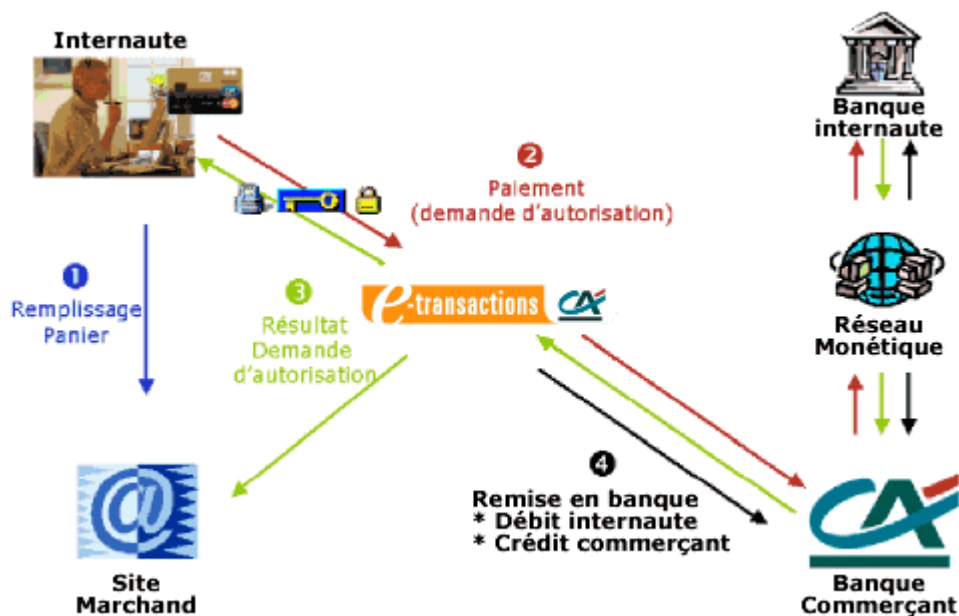 Internaute
Banque
internaute
2
Paiement
(demande d'autorisation)
1
Remplissage
Panier
3
Résultat
Demande
d'autorisation
e-transactions
CA
Réseau
Monétique
4
Remise en banque
* Débit internaute
* Crédit commerçant
@
CA
Site
Marchand
Banque
Commerçant